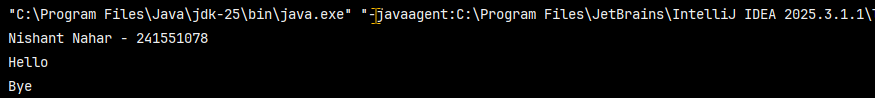 "C:\Program Files\Java\jdk-25\bin\java.exe" "-javaagent:C:\Program Files\JetBrains\IntelliJ IDEA 2025.3.1.1\
Nishant Nahar - 241551078
Hello
Bye